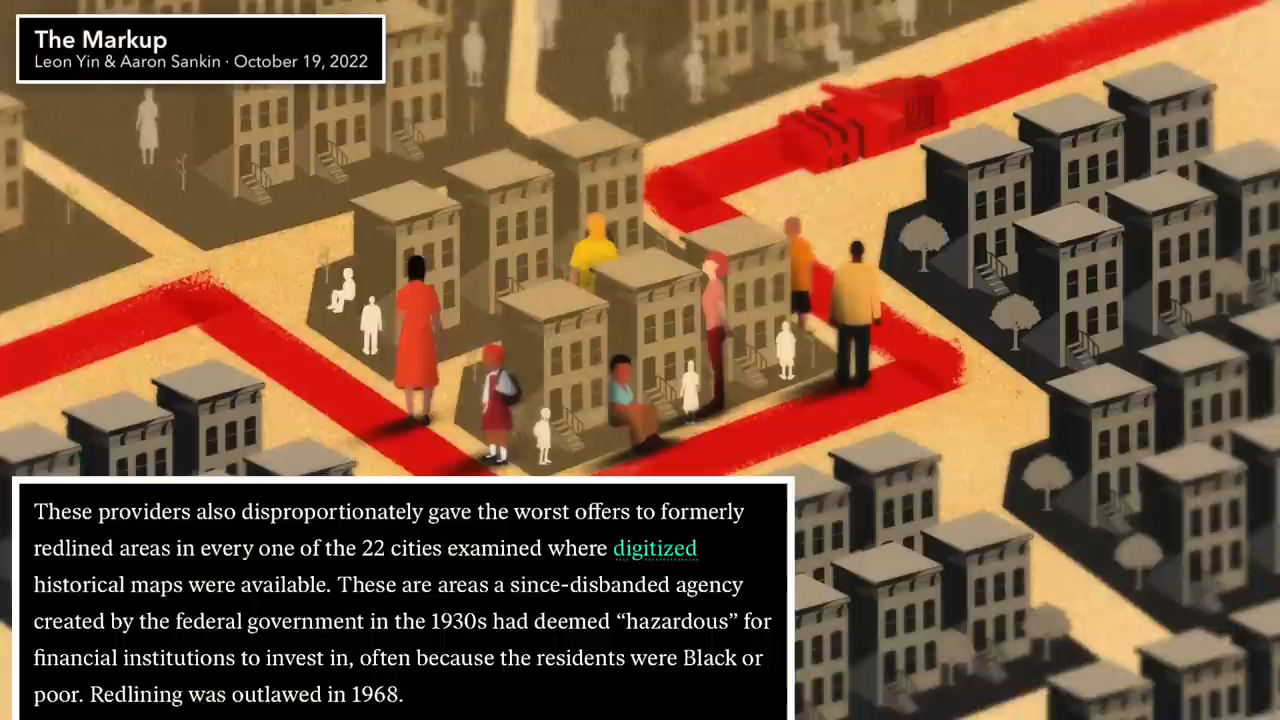 The Markup
Leon Yin & Aaron Sankin · October 19, 2022
These providers also disproportionately gave the worst offers to formerly
redlined areas in every one of the 22 cities examined where digitized
historical maps were available. These are areas a since-disbanded agency
created by the federal government in the 1930s had deemed “hazardous” for
financial institutions to invest in, often because the residents were Black or
poor. Redlining was outlawed in 1968.